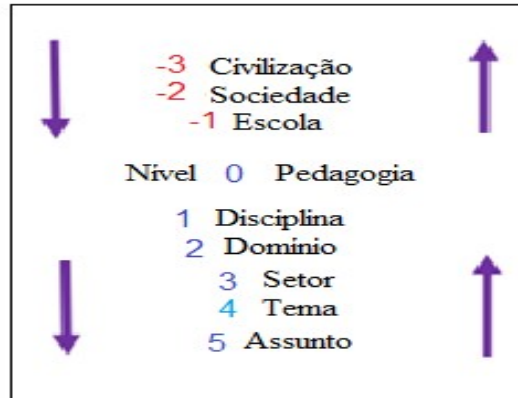 -3 Civilização
-2 Sociedade
-1 Escola
Nível 0 Pedagogia
1 Disciplina
2 Domínio
3 Setor
4 Tema
5 Assunto